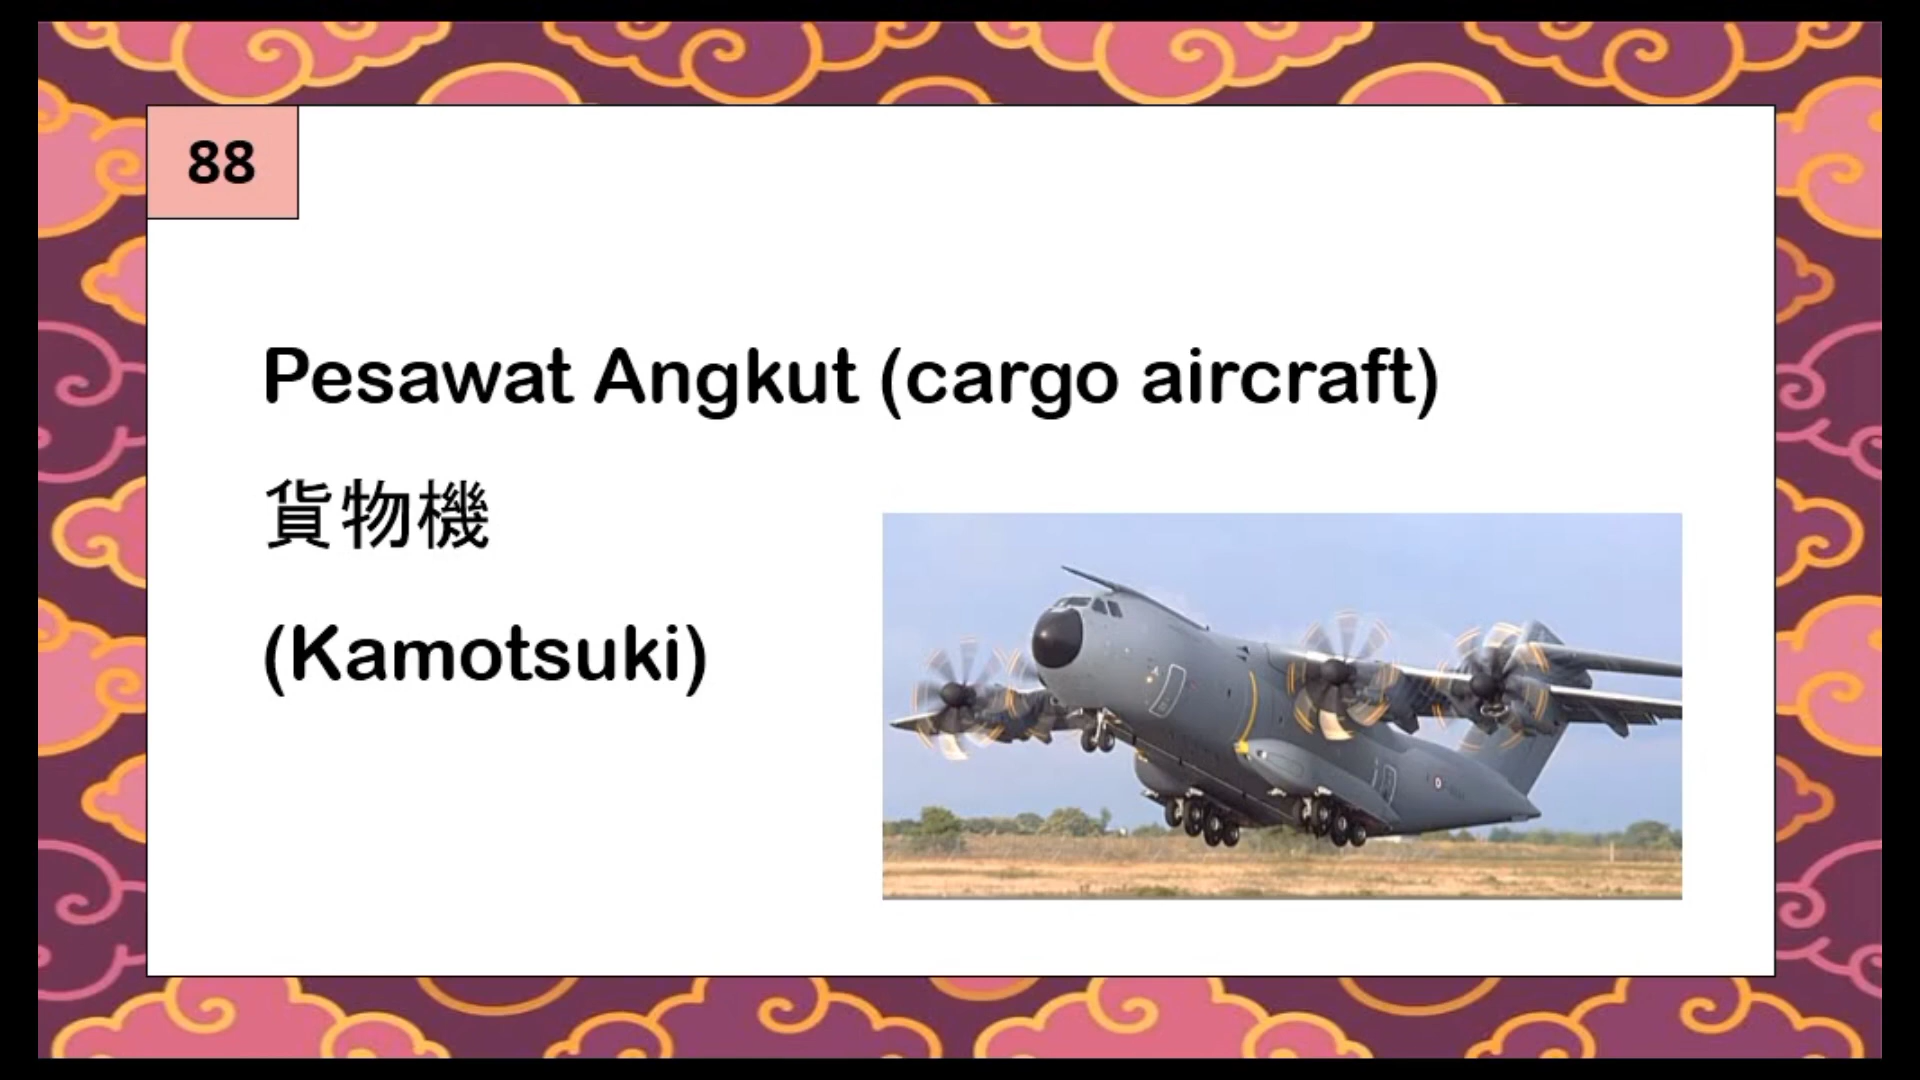 88
Pesawat Angkut (cargo aircraft)
貨物機
(Kamotsuki)